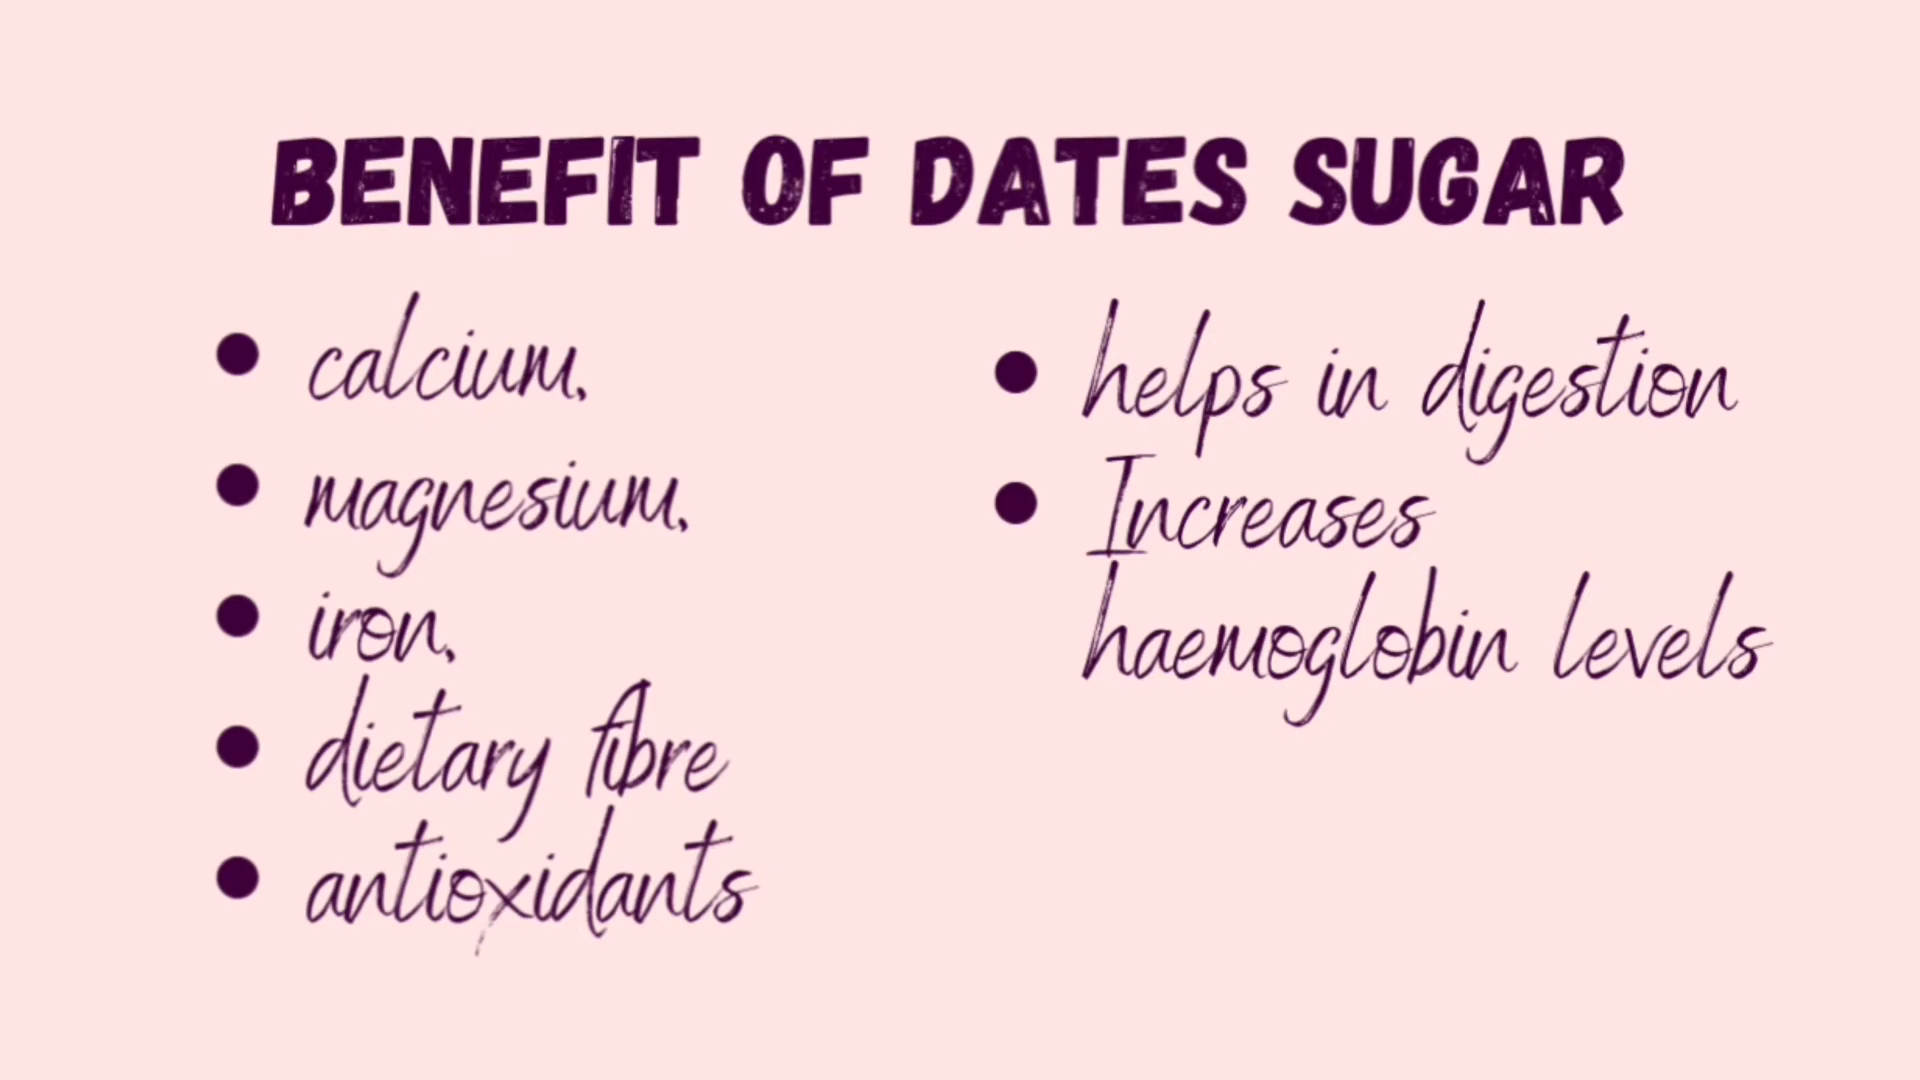 BENEFIT OF DATES SUGAR
calcium,
magnesium,
iron,
dietary fibre
antioxidants
helps in digestion
Increases
haemoglobin levels